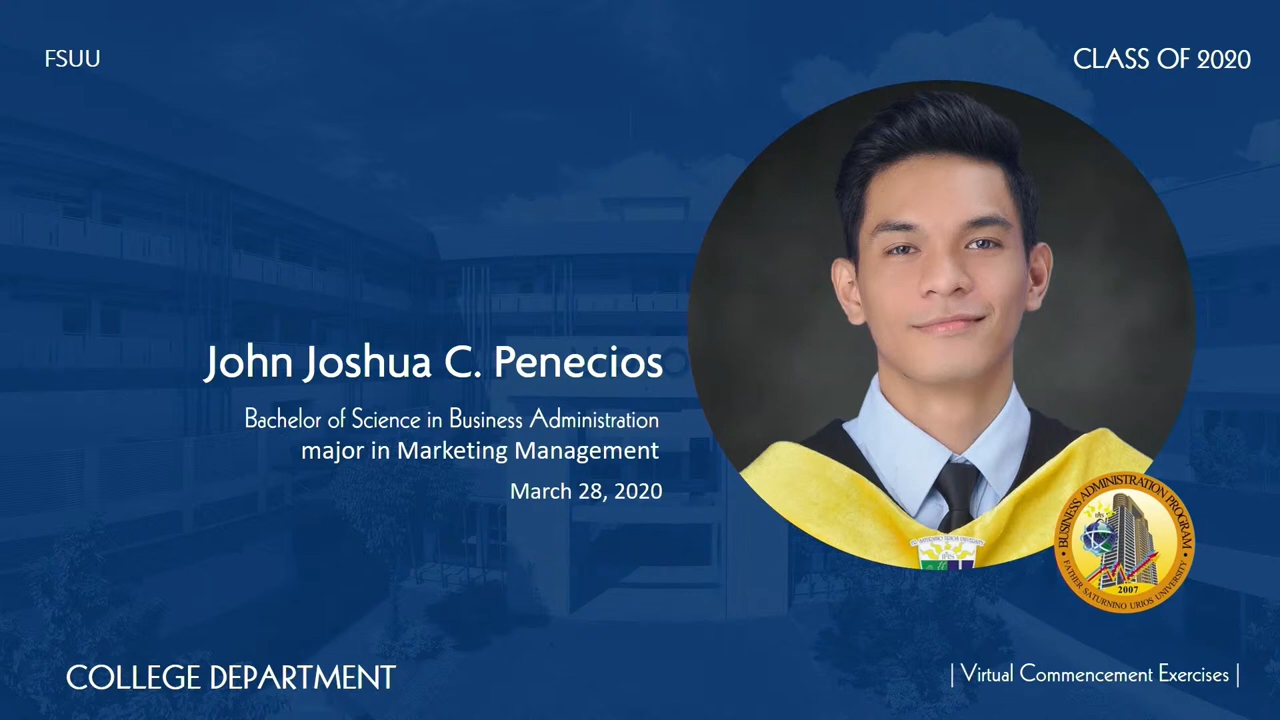 FSUU
CLASS OF 2020
John Joshua C. Penecios
Bachelor of Science in Business Administration
major in Marketing Management
March 28, 2020
BUSINESS ADMINISTRATION PROGRAM
2007
FATHER SATURNINO URIOS UNIVERSITY
COLLEGE DEPARTMENT
| Virtual Commencement Exercises |